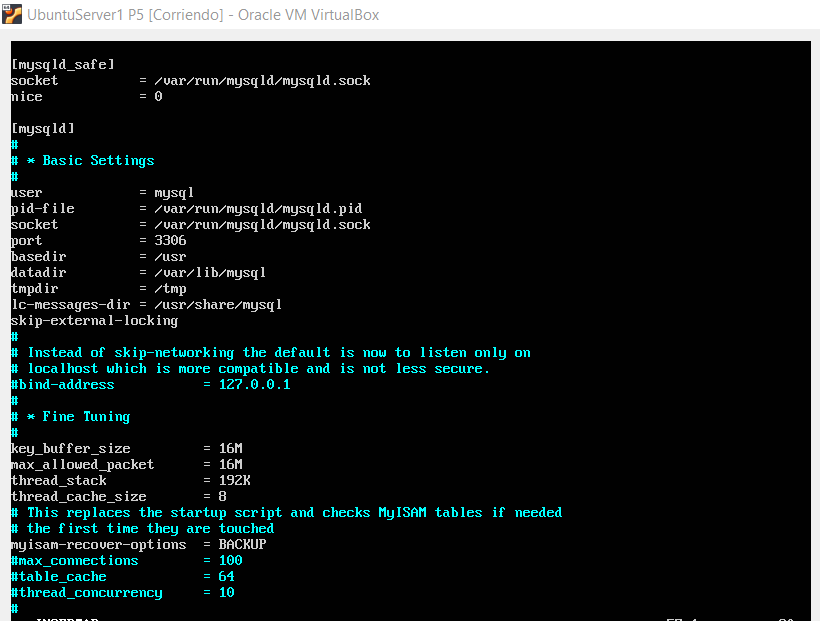 UbuntuServer1 P5 [Corriendo] - Oracle VM VirtualBox
[mysqld_safe]
socket = /var/run/mysqld/mysqld.sock
nice = 0
[mysqld]
#
# * Basic Settings
#
user = mysql
pid-file = /var/run/mysqld/mysqld.pid
socket = /var/run/mysqld/mysqld.sock
port = 3306
basedir = /usr
datadir = /var/lib/mysql
tmpdir = /tmp
lc-messages-dir = /usr/share/mysql
skip-external-locking
#
# Instead of skip-networking the default is now to listen only on
# localhost which is more compatible and is not less secure.
#bind-address = 127.0.0.1
#
# * Fine Tuning
#
key_buffer_size = 16M
max_allowed_packet = 16M
thread_stack = 192K
thread_cache_size = 8
# This replaces the startup script and checks MyISAM tables if needed
# the first time they are touched
myisam-recover-options = BACKUP
#max_connections = 100
#table_cache = 64
#thread_concurrency = 10
#